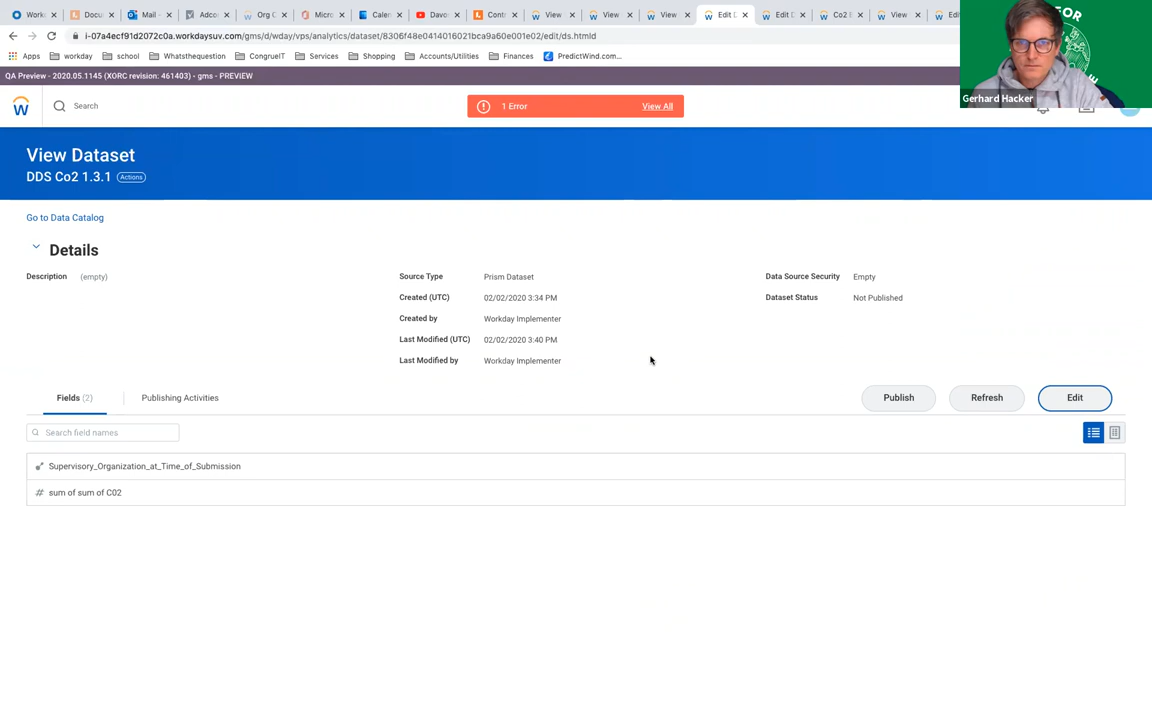 Work
Docu
Mail -
Adco
Org C
Micro
Caler
Davo
Cont
View
View
View
Edit D
Edit D
Co2
View
Edi
i-07a4ecf91d2072c0a.workdaysuv.com/gms/d/wday/vps/analytics/dataset/8306f48e0414016021bca9a60e001e02/edit/ds.htmld
Apps workday school Whatsthequestion CongrueIT Services Shopping Accounts/Utilities Finances PredictWind.com...
QA Preview - 2020.05.1145 (XORC revision: 461403) - gms - PREVIEW
OR
Gerhard Hacker
Search
1 Error View All
View Dataset
DDS Co2 1.3.1 Actions
Go to Data Catalog
Details
Description (empty)
Source Type Prism Dataset
Created (UTC) 02/02/2020 3:34 PM
Created by Workday Implementer
Last Modified (UTC) 02/02/2020 3:40 PM
Last Modified by Workday Implementer
Data Source Security Empty
Dataset Status Not Published
Fields (2) Publishing Activities
Publish Refresh Edit
Search field names
Supervisory_Organization_at_Time_of_Submission
# sum of sum of C02